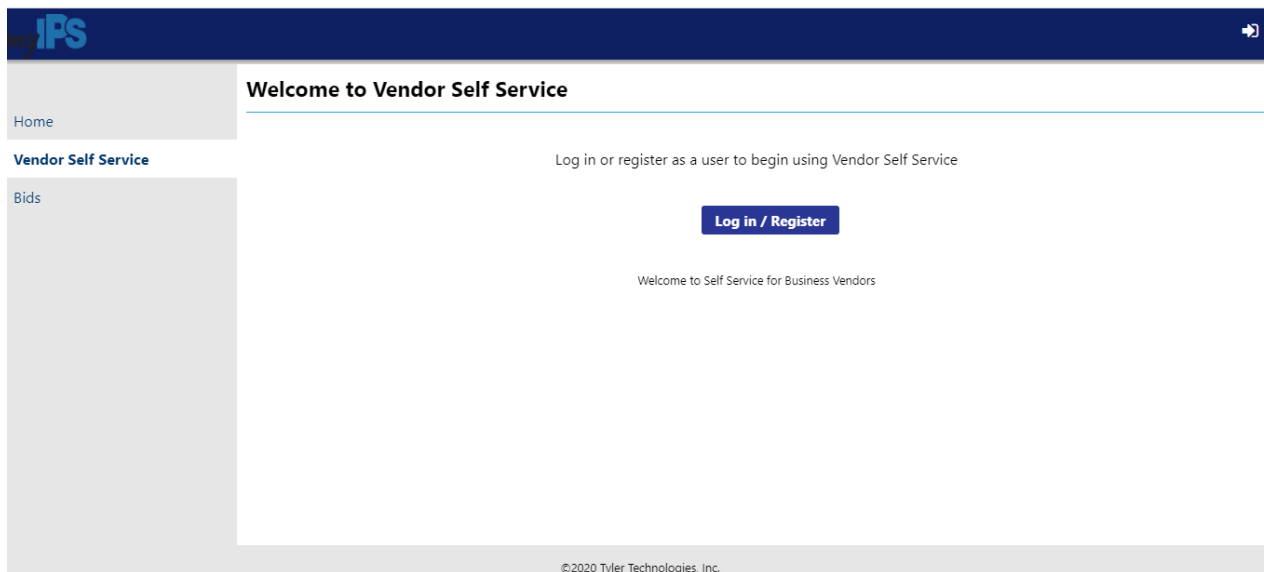 myIPS
Welcome to Vendor Self Service
Home
Vendor Self Service
Bids
Log in or register as a user to begin using Vendor Self Service
Log in / Register
Welcome to Self Service for Business Vendors
©2020 Tyler Technologies, Inc.